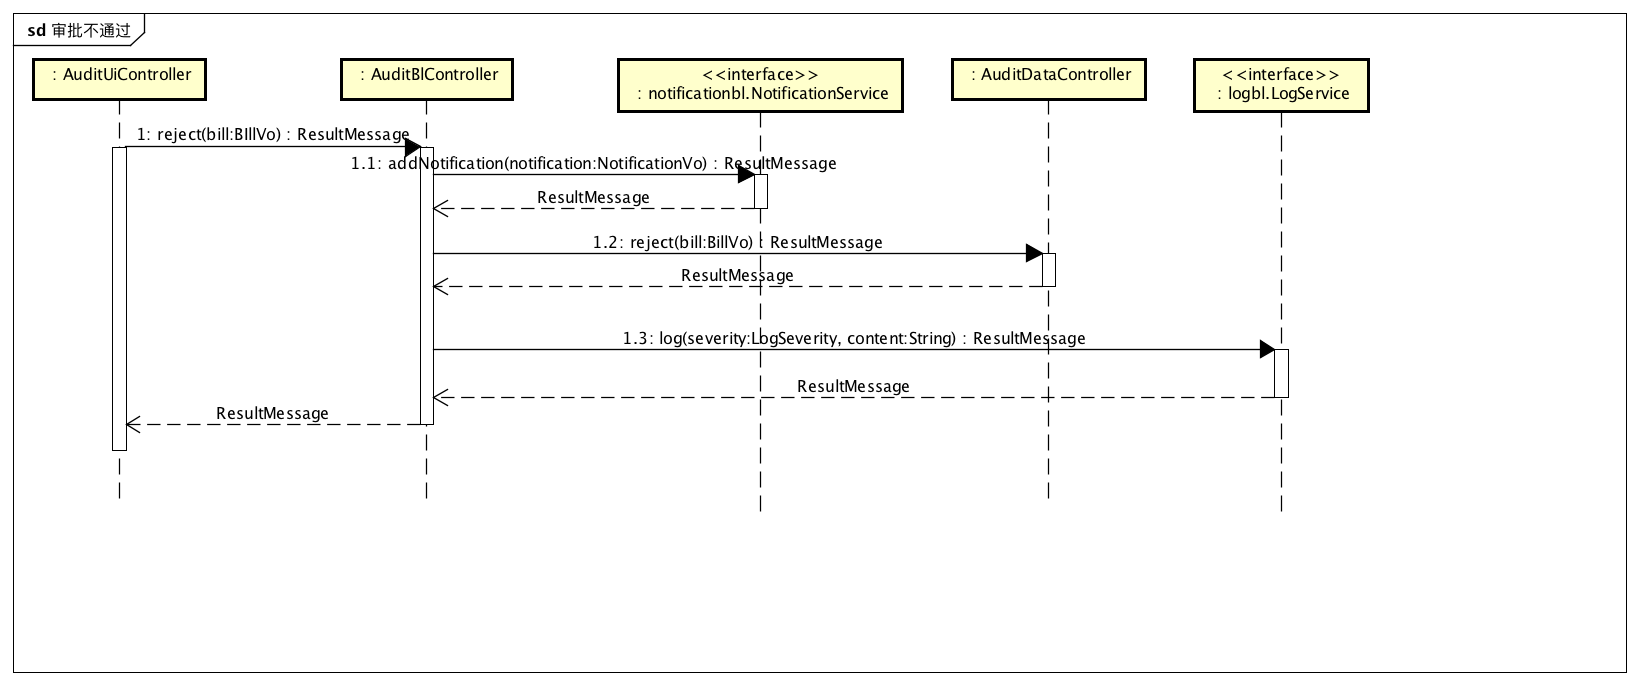 sd 审批不通过
: AuditUiController
: AuditBlController
<<interface>>
: notificationbl.NotificationService
: AuditDataController
<<interface>>
: logbl.LogService
1: reject(bill:BIllVo) : ResultMessage
1.1: addNotification(notification:NotificationVo) : ResultMessage
ResultMessage
1.2: reject(bill:BillVo) : ResultMessage
ResultMessage
1.3: log(severity:LogSeverity, content:String) : ResultMessage
ResultMessage
ResultMessage